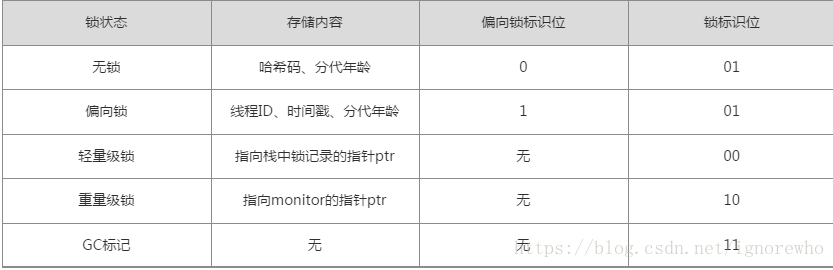 锁状态 存储内容 偏向锁标识位 锁标识位
无锁 哈希码、分代年龄 0 01
偏向锁 线程ID、时间戳、分代年龄 1 01
轻量级锁 指向栈中锁记录的指针ptr 无 00
重量级锁 指向monitor的指针ptr 无 10
GC标记 无 无 11
https://blog.csdn.net/ignorewho